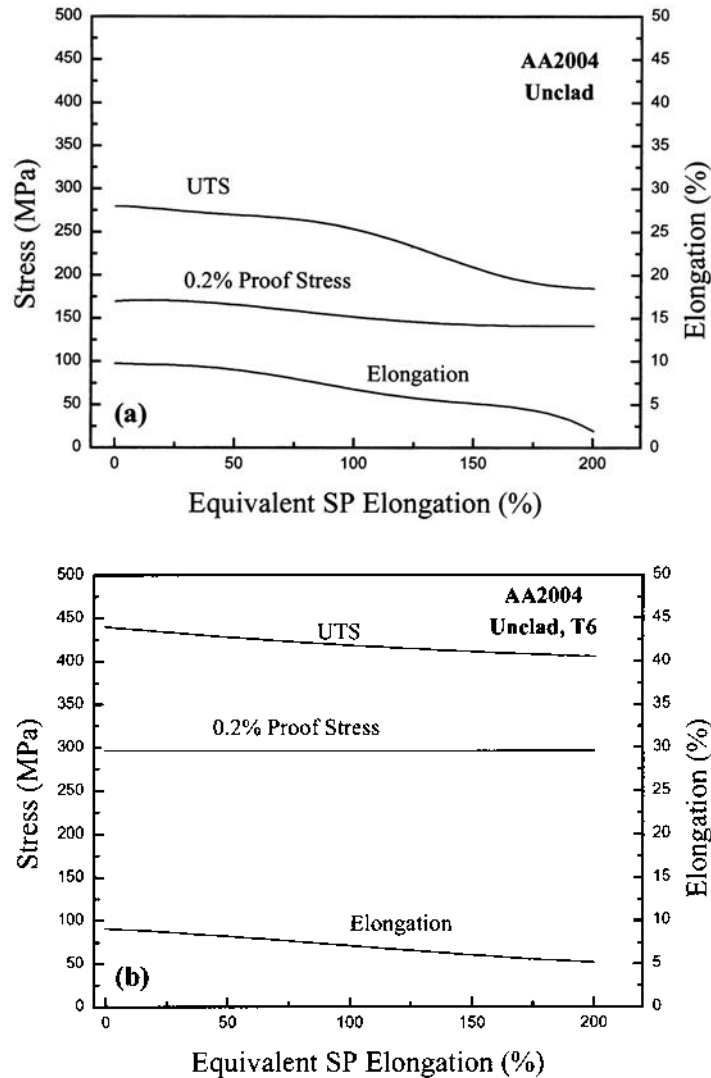 500
450
400
350
300
250
200
150
100
50
0
50
45
40
35
30
25
20
15
10
5
0
AA2004
Unclad
UTS
0.2% Proof Stress
Elongation
(a)
Stress (MPa)
Elongation (%)
0 50 100 150 200
Equivalent SP Elongation (%)
500
450
400
350
300
250
200
150
100
50
0
50
45
40
35
30
25
20
15
10
5
0
AA2004
Unclad, T6
UTS
0.2% Proof Stress
Elongation
(b)
Stress (MPa)
Elongation (%)
0 50 100 150 200
Equivalent SP Elongation (%)